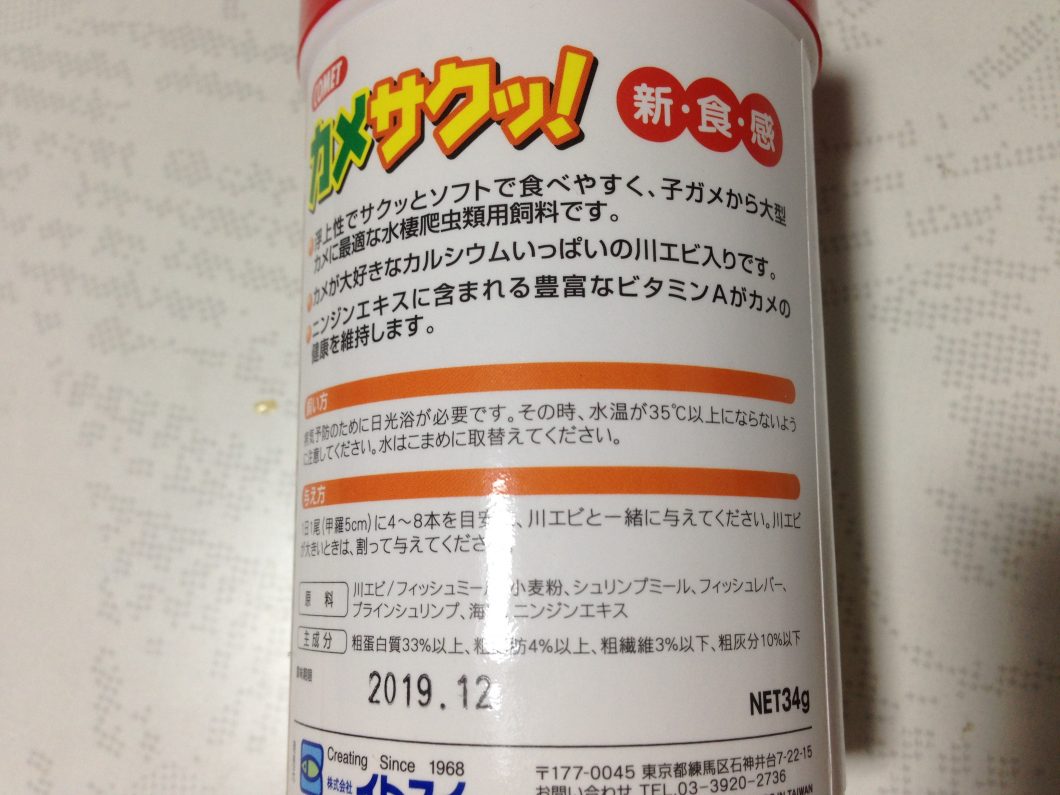 COMET
カメサクッ!
新・食・感
浮上性でサクッとソフトで食べやすく、子ガメから大型
カメに最適な水棲爬虫類用飼料です。
カメが大好きなカルシウムいっぱいの川エビ入りです。
ニンジンエキスに含まれる豊富なビタミンAがカメの
健康を維持します。
飼い方
病気予防のために日光浴が必要です。その時、水温が35℃以上にならないよう
に注意してください。水はこまめに取替えてください。
与え方
1日1尾(甲羅5cm)に4〜8本を目安、川エビと一緒に与えてください。川エビ
が大きいときは、割って与えてくださ
原料
川エビ/フィッシュミール 小麦粉、シュリンプミール、フィッシュレバー、
ブラインシュリンプ、海 ニンジンエキス
主成分
粗蛋白質33%以上、粗 肪4%以上、粗繊維3%以下、粗灰分10%以下
賞味期限
2019.12
NET34g
Creating Since 1968
株式会社イトスイ
〒177-0045 東京都練馬区石神井台7-22-15
お問い合わせ TEL.03-3920-2736
IN TAIWAN